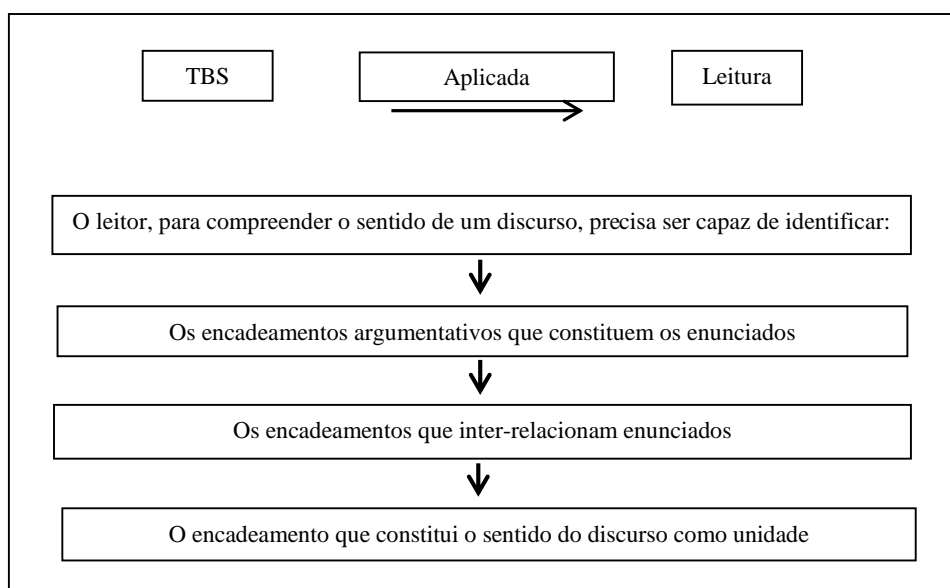 TBS
Aplicada
Leitura
O leitor, para compreender o sentido de um discurso, precisa ser capaz de identificar:
Os encadeamentos argumentativos que constituem os enunciados
Os encadeamentos que inter-relacionam enunciados
O encadeamento que constitui o sentido do discurso como unidade